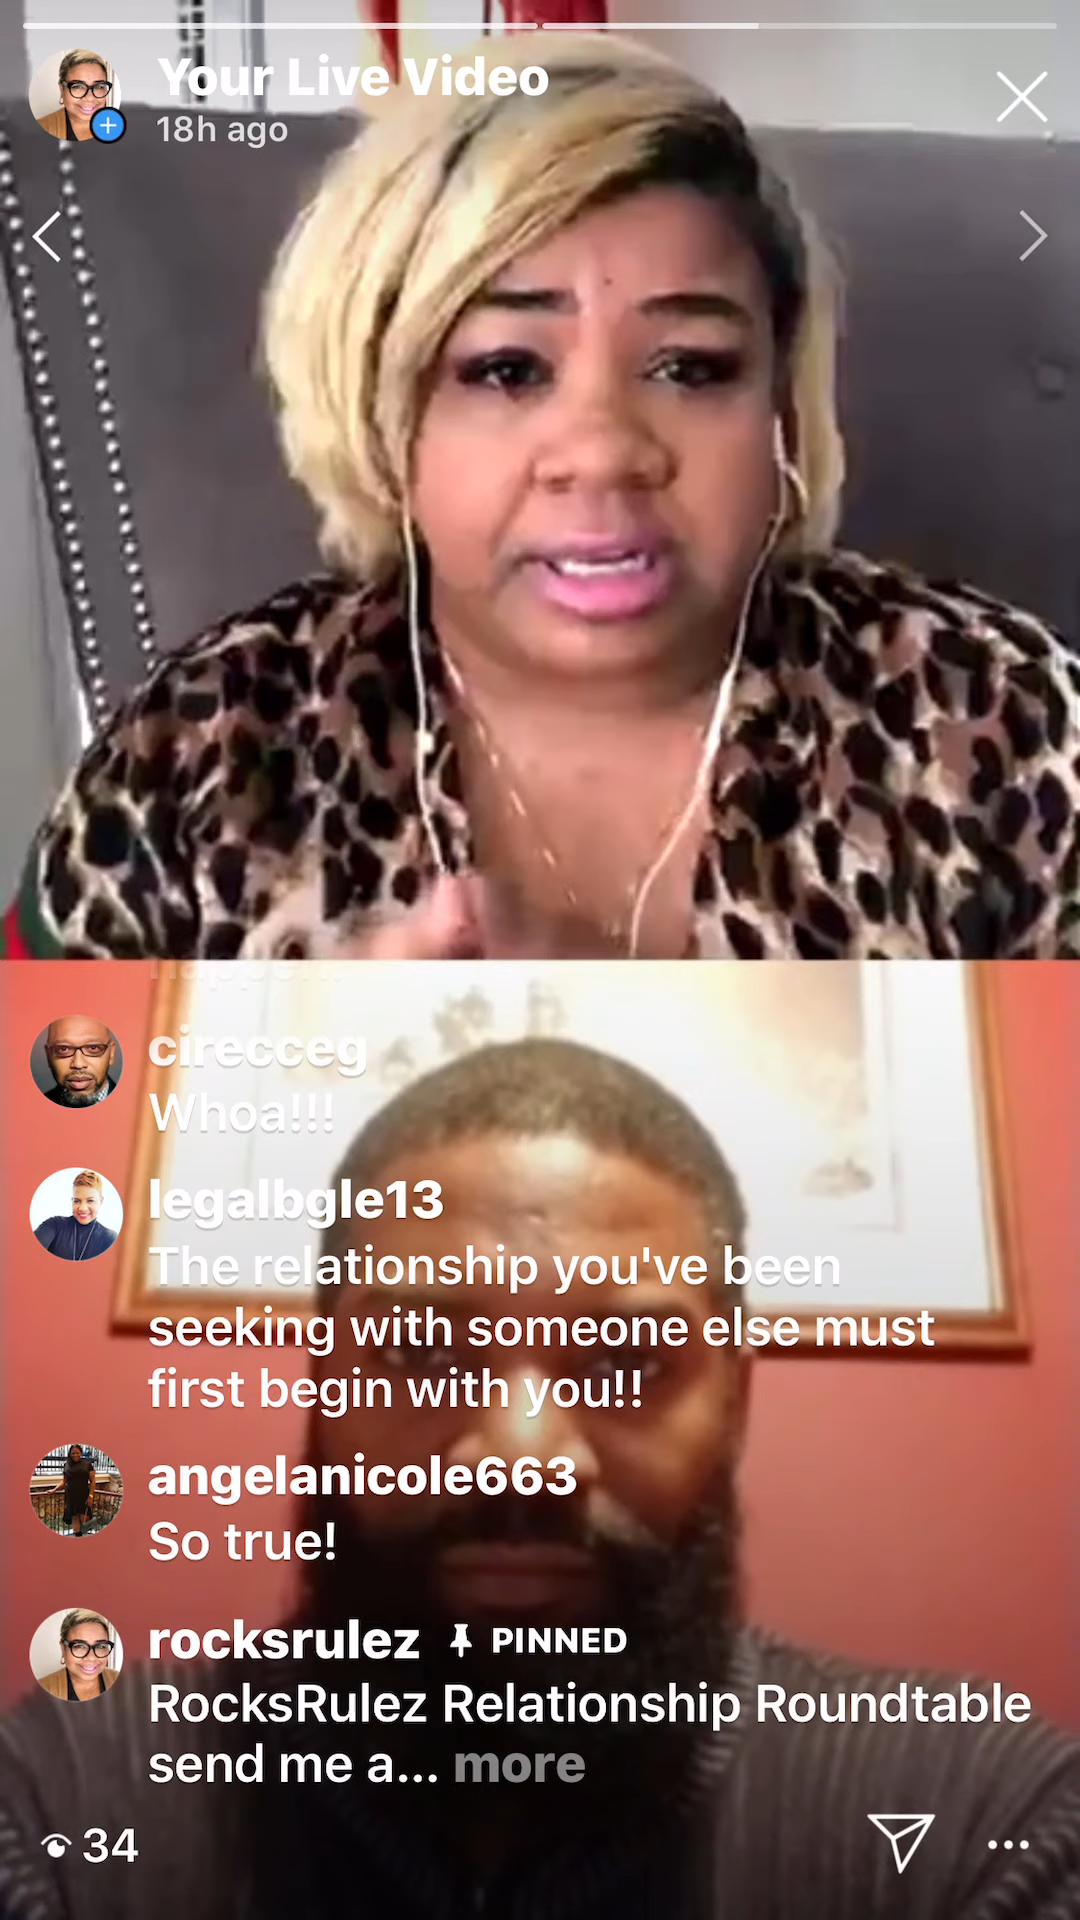 Your Live Video
18h ago
cirecceg
Whoa!!!
legalbgle13
The relationship you've been
seeking with someone else must
first begin with you!!
angelanicole663
So true!
rocksrulez PINNED
RocksRulez Relationship Roundtable
send me a... more
34